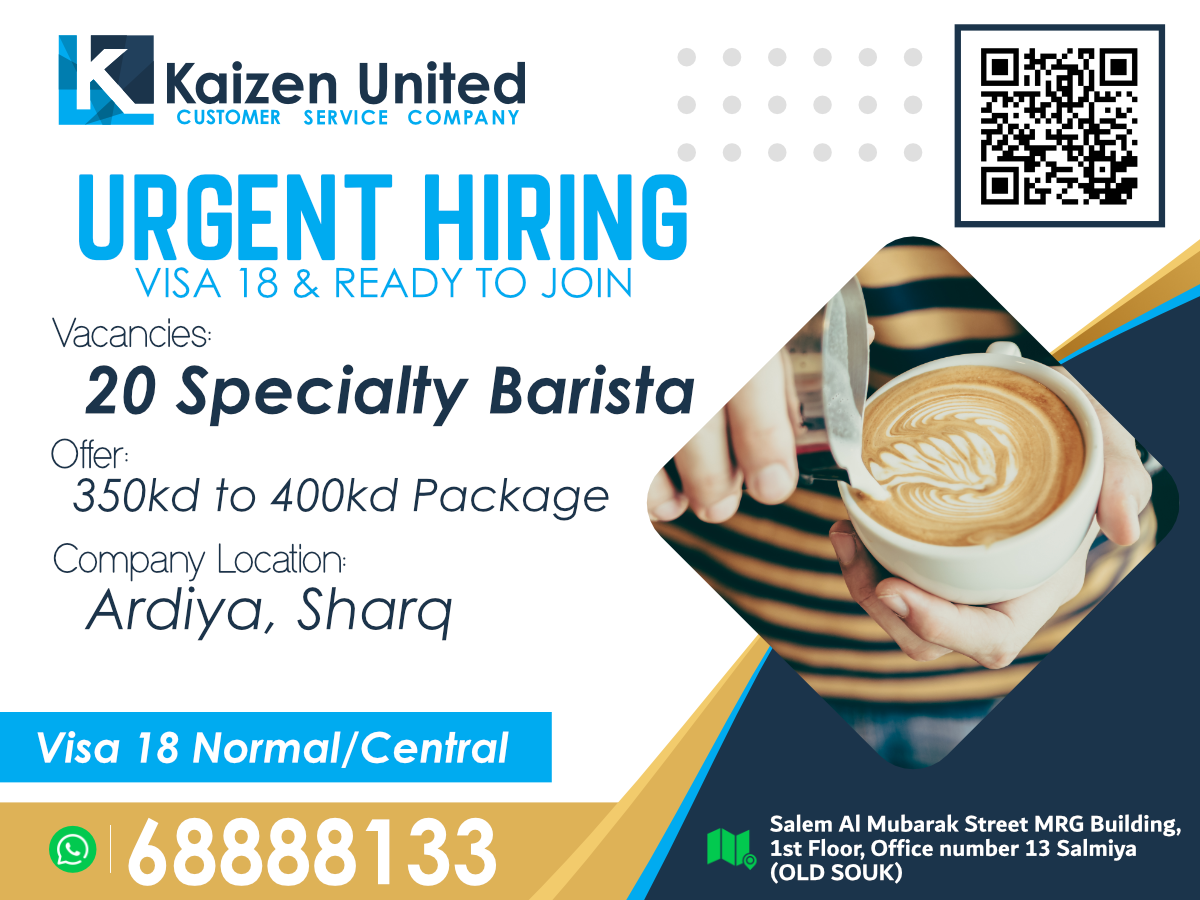 Kaizen United
CUSTOMER SERVICE COMPANY
URGENT HIRING
VISA 18 & READY TO JOIN
Vacancies:
20 Specialty Barista
Offer:
350kd to 400kd Package
Company Location:
Ardiya, Sharq
Visa 18 Normal/Central
68888133
Salem Al Mubarak Street MRG Building,
1st Floor, Office number 13 Salmiya
(OLD SOUK)